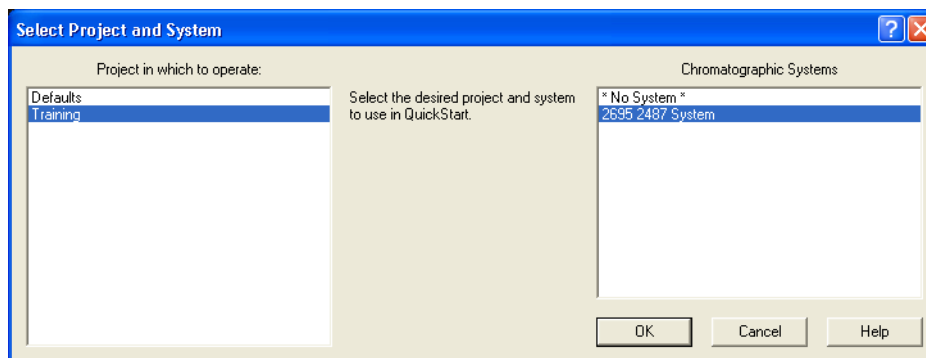 Select Project and System
Project in which to operate:
Defaults
Training
Select the desired project and system
to use in QuickStart.
Chromatographic Systems
* No System *
2695 2487 System
OK
Cancel
Help